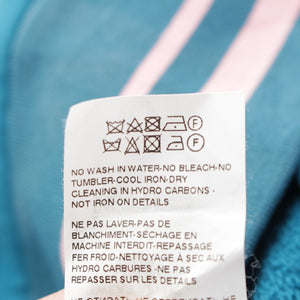 NO WASH IN WATER-NO BLEACH-NO
TUMBLER-COOL IRON-DRY
CLEANING IN HYDRO CARBONS -
NOT IRON ON DETAILS
NE PAS LAVER-PAS DE
BLANCHIMENT-SÉCHAGE EN
MACHINE INTERDIT-REPASSAGE
FER FROID-NETTOYAGE À SEC AUX
HYDRO CARBURES -NE PAS
REPASSER SUR LES DETAILS